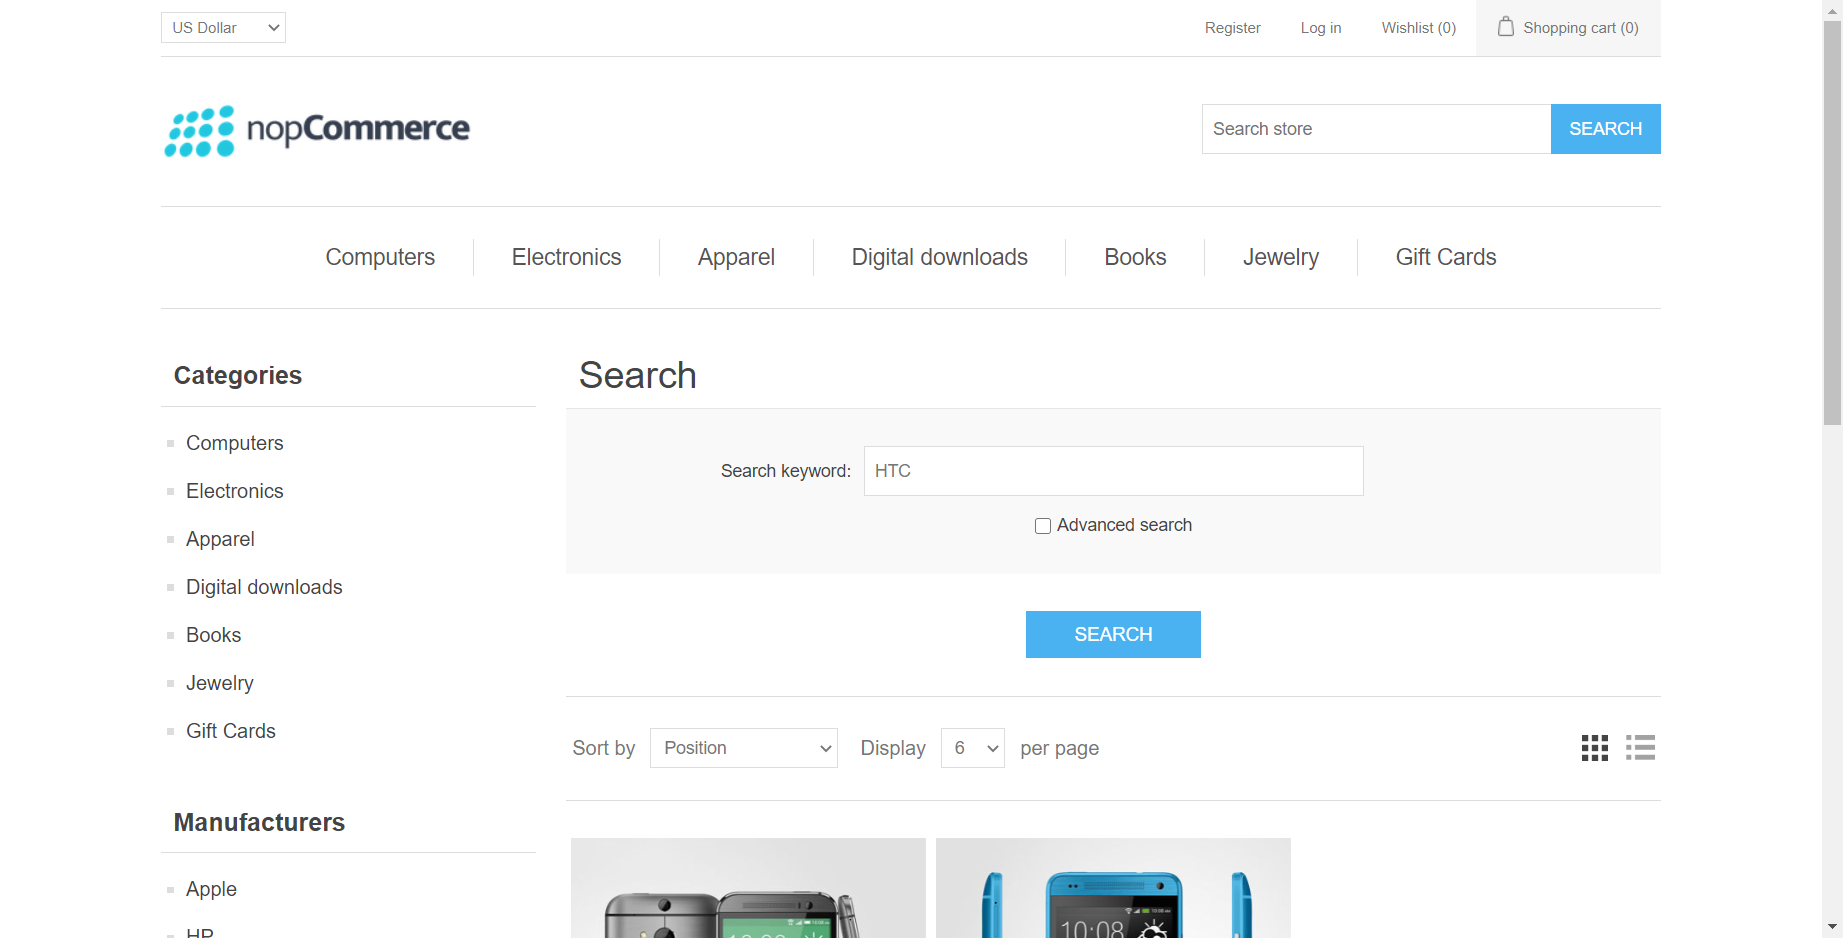 US Dollar
Register
Log in
Wishlist (0)
Shopping cart (0)
nopCommerce
Search store
SEARCH
Computers
Electronics
Apparel
Digital downloads
Books
Jewelry
Gift Cards
Categories
Computers
Electronics
Apparel
Digital downloads
Books
Jewelry
Gift Cards
Manufacturers
Apple
HP
Search
Search keyword:
HTC
Advanced search
SEARCH
Sort by
Position
Display
6
per page
10:08